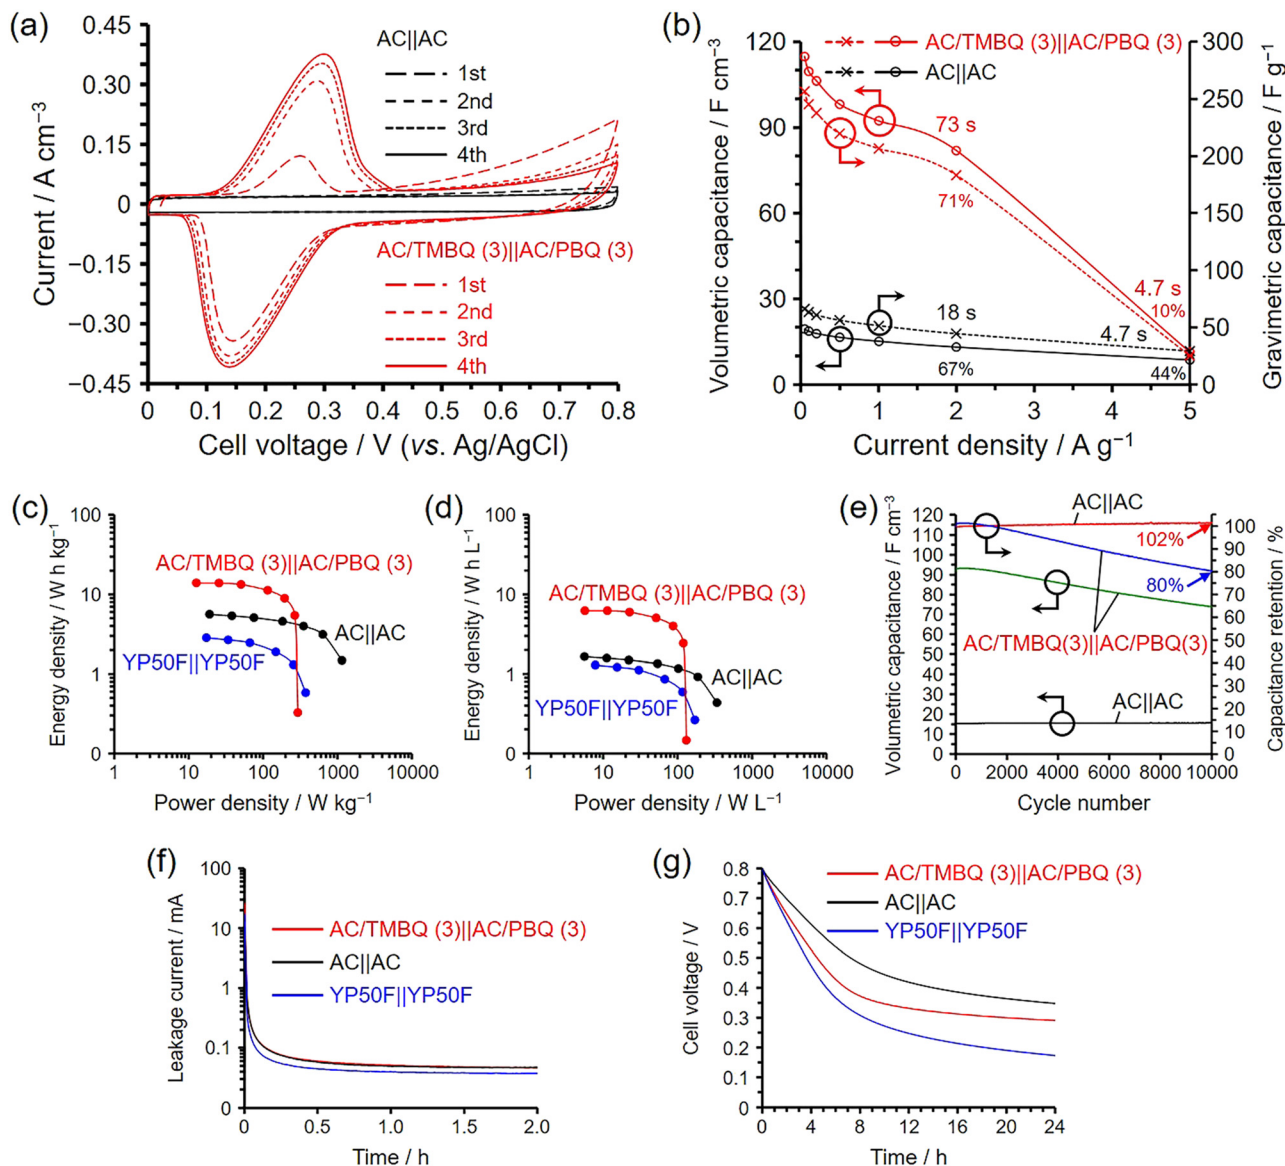 (a)
0.45
0.30
0.15
0
−0.15
−0.30
−0.45
Current / A cm⁻³
AC||AC
1st
2nd
3rd
4th
AC/TMBQ (3)||AC/PBQ (3)
1st
2nd
3rd
4th
0 0.1 0.2 0.3 0.4 0.5 0.6 0.7 0.8
Cell voltage / V (vs. Ag/AgCl)
(b)
AC/TMBQ (3)||AC/PBQ (3)
AC||AC
120
90
60
30
0
Volumetric capacitance / F cm⁻³
300
250
200
150
100
50
0
Gravimetric capacitance / F g⁻¹
73 s
71%
4.7 s
10%
18 s
4.7 s
67%
44%
0 1 2 3 4 5
Current density / A g⁻¹
(c)
100
10
1
0
Energy density / W h kg⁻¹
AC/TMBQ (3)||AC/PBQ (3)
AC||AC
YP50F||YP50F
1 10 100 1000 10000
Power density / W kg⁻¹
(d)
100
10
1
0
Energy density / W h L⁻¹
AC/TMBQ (3)||AC/PBQ (3)
AC||AC
YP50F||YP50F
1 10 100 1000 10000
Power density / W L⁻¹
(e)
120
110
100
90
80
70
60
50
40
30
20
10
0
Volumetric capacitance / F cm⁻³
100
90
80
70
60
50
40
30
20
10
0
Capacitance retention / %
AC||AC
102%
80%
AC/TMBQ(3)||AC/PBQ(3)
AC||AC
0 2000 4000 6000 8000 10000
Cycle number
(f)
100
10
1
0.1
0
Leakage current / mA
AC/TMBQ (3)||AC/PBQ (3)
AC||AC
YP50F||YP50F
0 0.5 1.0 1.5 2.0
Time / h
(g)
0.8
0.7
0.6
0.5
0.4
0.3
0.2
0.1
0
Cell voltage / V
AC/TMBQ (3)||AC/PBQ (3)
AC||AC
YP50F||YP50F
0 4 8 12 16 20 24
Time / h